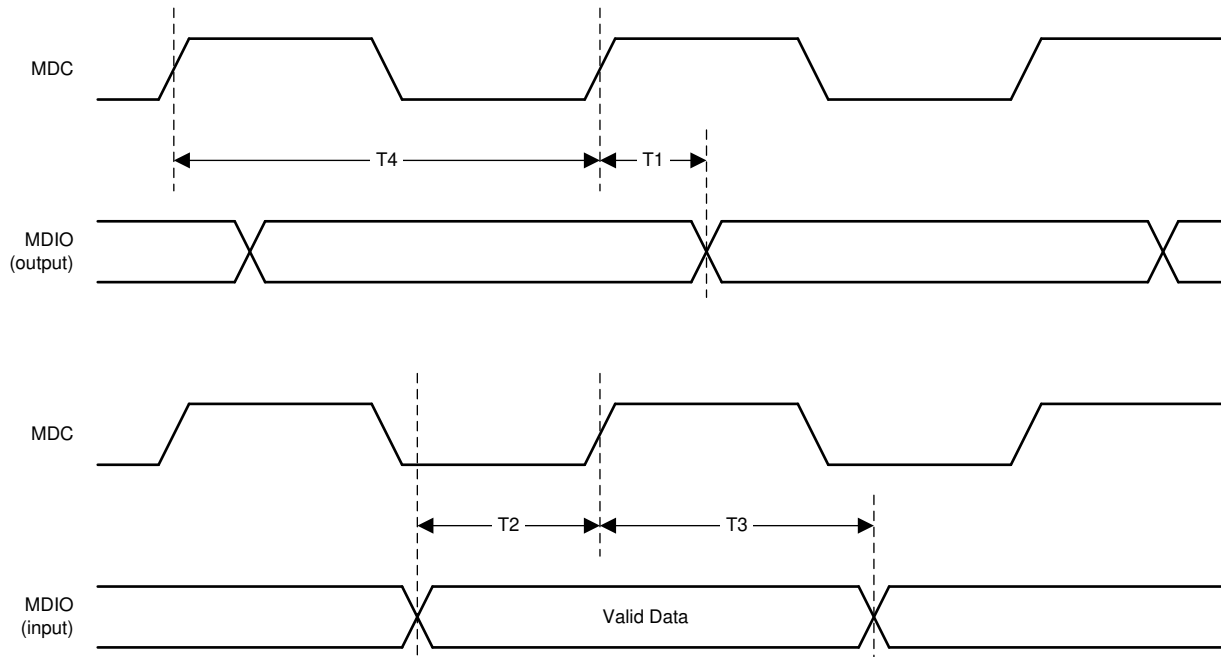 MDC
T4
T1
MDIO
(output)
MDC
T2
T3
MDIO
(input)
Valid Data